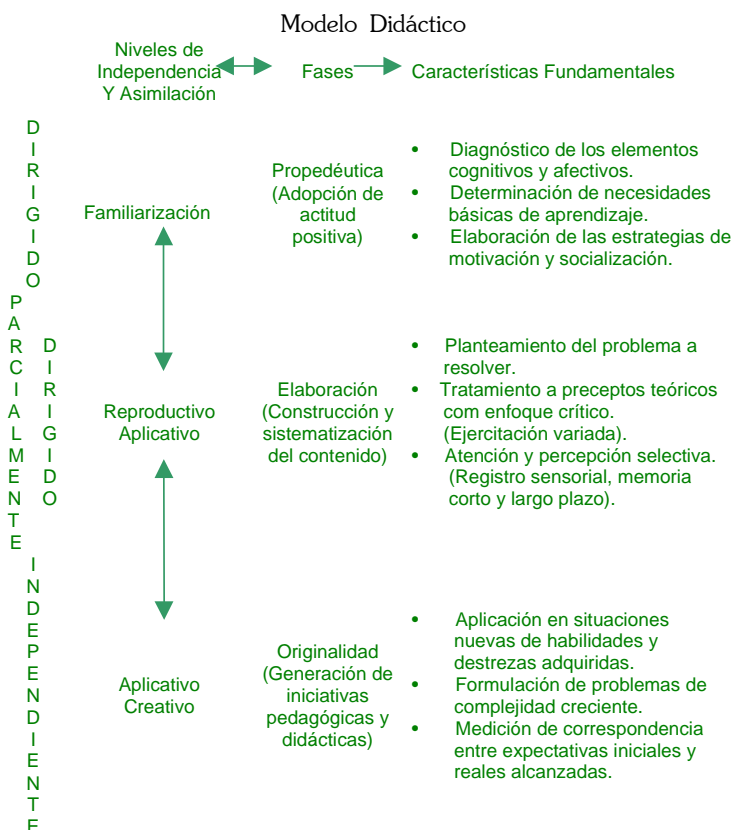 Modelo Didáctico
Niveles de
Independencia
Y Asimilación
Fases
Características Fundamentales
DIRIGIDO
Familiarización
Propedéutica
(Adopción de
actitud
positiva)
• Diagnóstico de los elementos
cognitivos y afectivos.
• Determinación de necesidades
básicas de aprendizaje.
• Elaboración de las estrategias de
motivación y socialización.
PARCIALMENTE
DIRIGIDO
Reproductivo
Aplicativo
Elaboración
(Construcción y
sistematización
del contenido)
• Planteamiento del problema a
resolver.
• Tratamiento a preceptos teóricos
com enfoque crítico.
(Ejercitación variada).
• Atención y percepción selectiva.
(Registro sensorial, memoria
corto y largo plazo).
INDEPENDIENTE
Aplicativo
Creativo
Originalidad
(Generación de
iniciativas
pedagógicas y
didácticas)
• Aplicación en situaciones
nuevas de habilidades y
destrezas adquiridas.
• Formulación de problemas de
complejidad creciente.
• Medición de correspondencia
entre expectativas iniciales y
reales alcanzadas.